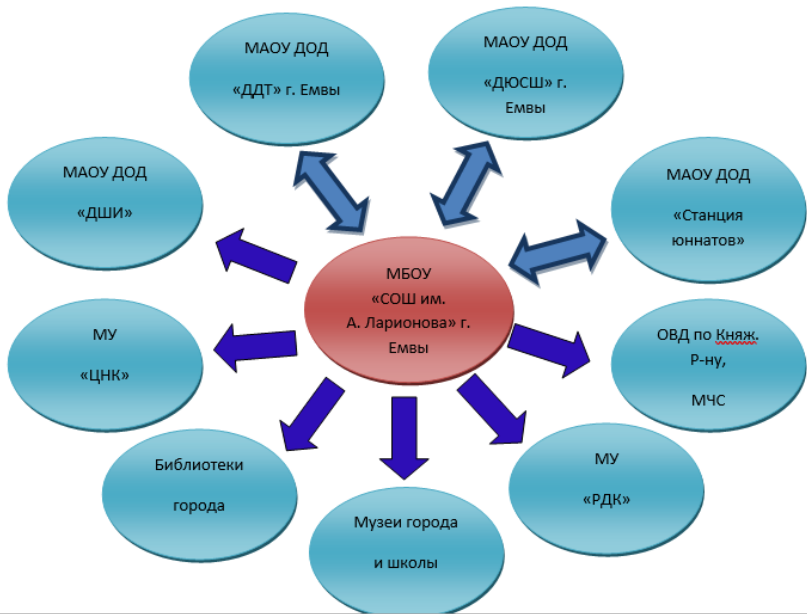 МАОУ ДОД
«ДДТ» г. Емвы
МАОУ ДОД
«ДЮСШ» г.
Емвы
МАОУ ДОД
«ДШИ»
МАОУ ДОД
«Станция
юннатов»
МБОУ
«СОШ им.
А. Ларионова» г.
Емвы
МУ
«ЦНК»
ОВД по Княж.
Р-ну,
МЧС
Библиотеки
города
МУ
«РДК»
Музеи города
и школы